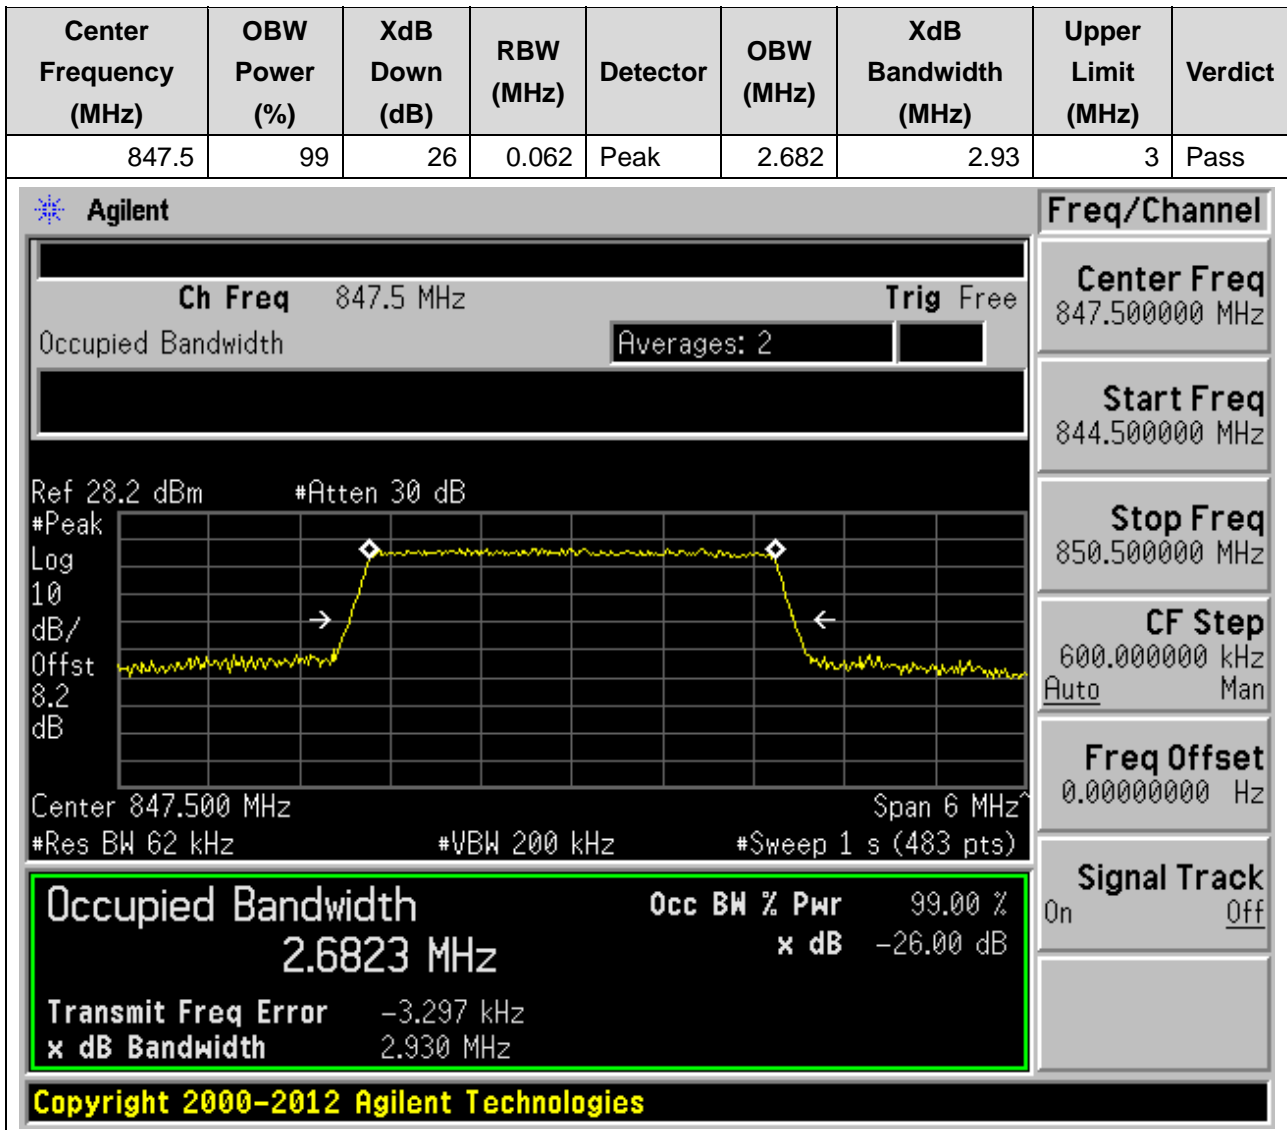 Center Frequency (MHz) OBW Power (%) XdB Down (dB) RBW (MHz) Detector OBW (MHz) XdB Bandwidth (MHz) Upper Limit (MHz) Verdict
847.5 99 26 0.062 Peak 2.682 2.93 3 Pass
Agilent
Freq/Channel
Ch Freq 847.5 MHz Trig Free
Occupied Bandwidth Averages: 2
Center Freq
847.500000 MHz
Start Freq
844.500000 MHz
Stop Freq
850.500000 MHz
CF Step
600.000000 kHz
Auto Man
Freq Offset
0.00000000 Hz
Signal Track
On Off
Ref 28.2 dBm #Atten 30 dB
#Peak
Log
10
dB/
Offst
8.2
dB
Center 847.500 MHz Span 6 MHz^
#Res BW 62 kHz #VBW 200 kHz #Sweep 1 s (483 pts)
Occupied Bandwidth Occ BW % Pwr 99.00 %
2.6823 MHz x dB -26.00 dB
Transmit Freq Error -3.297 kHz
x dB Bandwidth 2.930 MHz
Copyright 2000-2012 Agilent Technologies